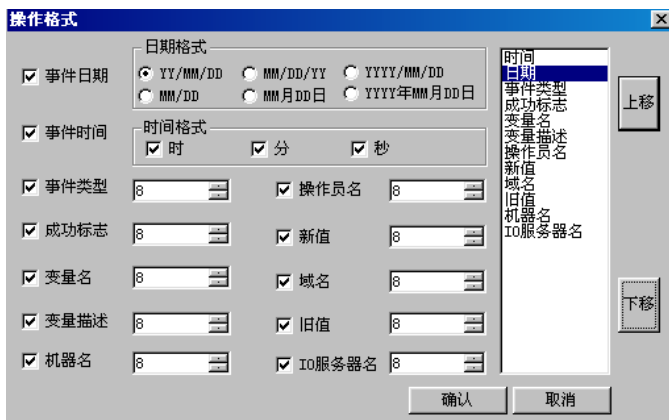 操作格式
日期格式
事件日期
YY/MM/DD MM/DD/YY YYYY/MM/DD
MM/DD MM月DD日 YYYY年MM月DD日
事件时间
时间格式
时 分 秒
事件类型 8 操作员名 8
成功标志 8 新值 8
变量名 8 域名 8
变量描述 8 旧值 8
机器名 8 IO服务器名 8
时间
日期
事件类型
成功标志
变量名
变量描述
操作员名
新值
域名
旧值
机器名
IO服务器名
上移
下移
确认 取消